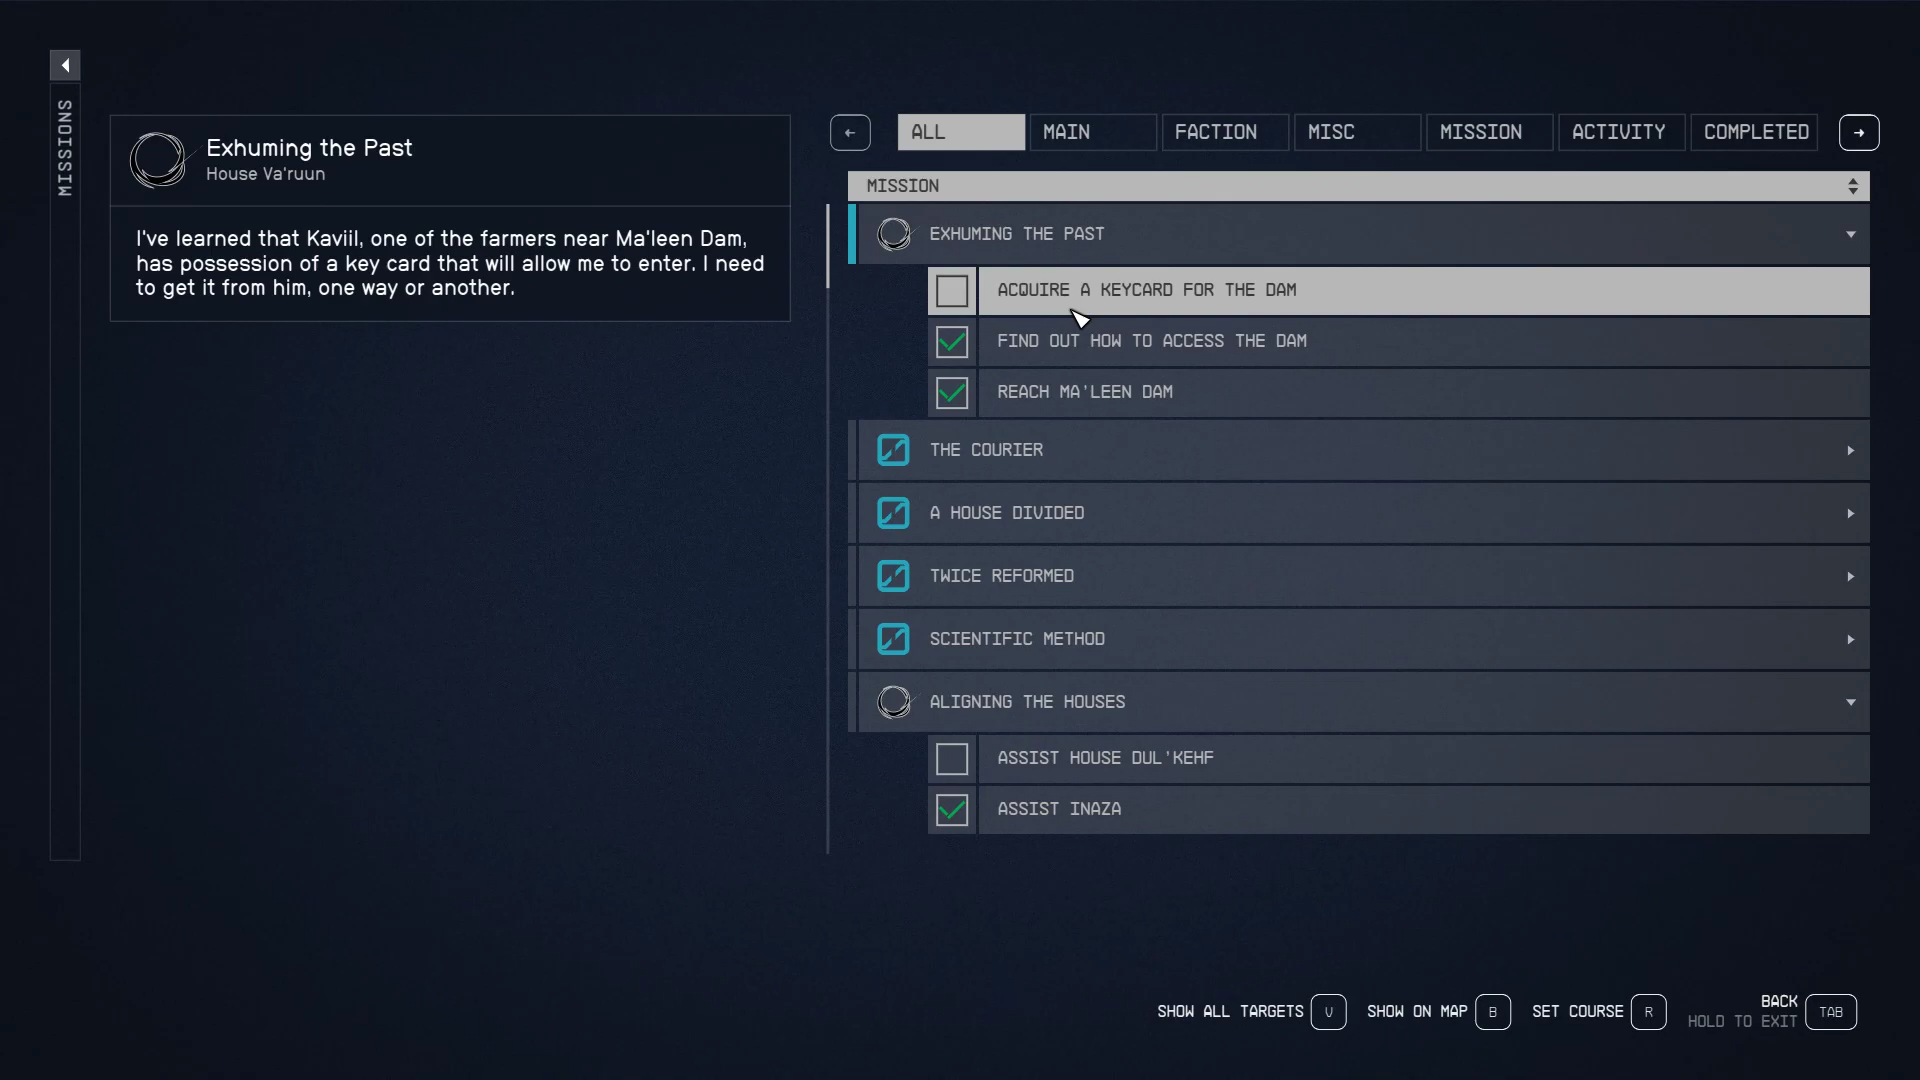 MISSIONS
Exhuming the Past
House Va'ruun
I've learned that Kaviil, one of the farmers near Ma'leen Dam,
has possession of a key card that will allow me to enter. I need
to get it from him, one way or another.
ALL MAIN FACTION MISC MISSION ACTIVITY COMPLETED
MISSION
EXHUMING THE PAST
ACQUIRE A KEYCARD FOR THE DAM
FIND OUT HOW TO ACCESS THE DAM
REACH MA'LEEN DAM
THE COURIER
A HOUSE DIVIDED
TWICE REFORMED
SCIENTIFIC METHOD
ALIGNING THE HOUSES
ASSIST HOUSE DUL'KEHF
ASSIST INAZA
SHOW ALL TARGETS V SHOW ON MAP B SET COURSE R BACK TAB
HOLD TO EXIT